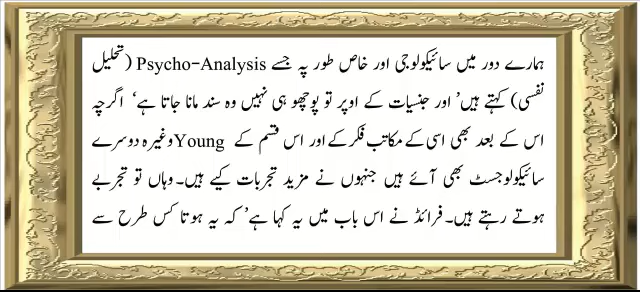 ہمارے دور میں سائیکولوجی اور خاص طور پہ جسے Psycho-Analysis (تحلیل
نفسی) کہتے ہیں’ اور جنسیات کے اوپر تو پوچھو ہی نہیں وہ سند مانا جاتا ہے‘ اگرچہ
اس کے بعد بھی اسی کے مکاتب فکر کے اور اس قسم کے Young وغیرہ دوسرے
سائیکولوجسٹ بھی آئے ہیں جنہوں نے مزید تجربات کیے ہیں۔ وہاں تو تجربے
ہوتے رہتے ہیں۔ فرائڈ نے اس باب میں یہ کہا ہے’ کہ یہ ہوتا کس طرح سے